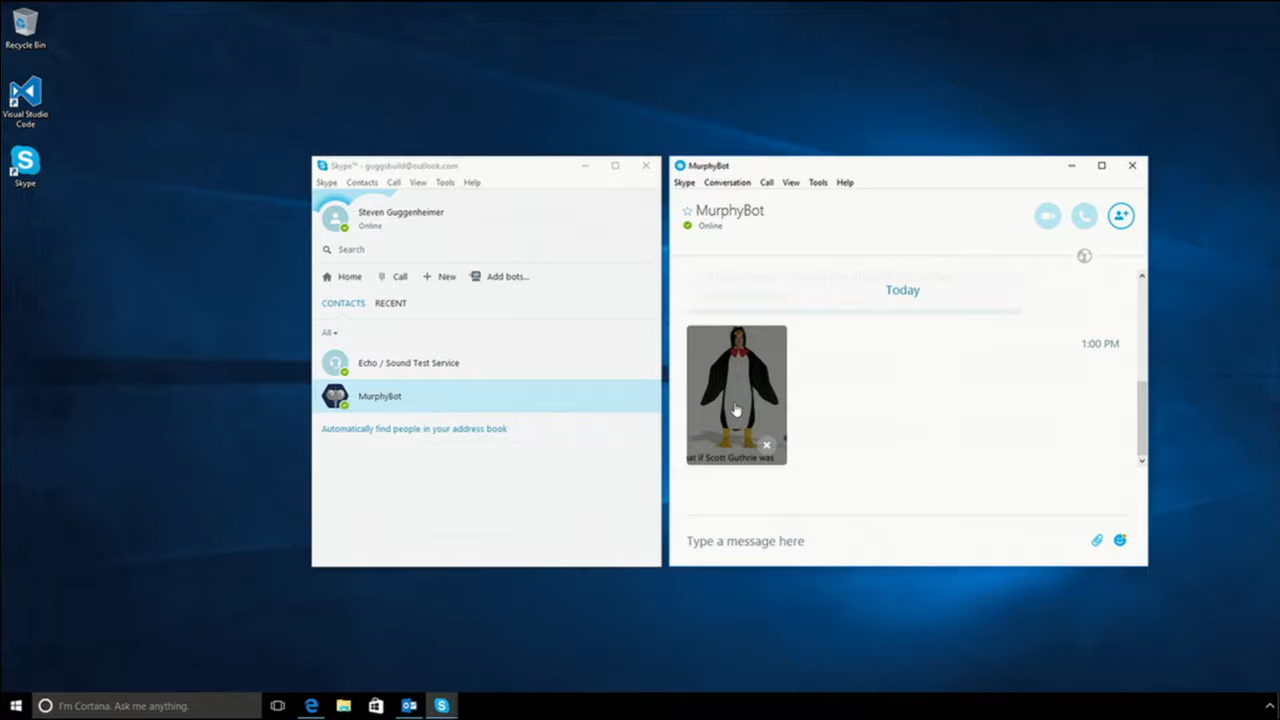 Recycle Bin
Visual Studio
Code
Skype
Skype™ - guggsbuild@outlook.com
Skype Contacts Call View Tools Help
Steven Guggenheimer
Online
Search
Home Call New Add bots...
CONTACTS RECENT
All
Echo / Sound Test Service
MurphyBot
Automatically find people in your address book
MurphyBot
Skype Conversation Call View Tools Help
MurphyBot
Online
Today
1:00 PM
at if Scott Guthrie was
Type a message here
I'm Cortana. Ask me anything.